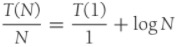 T(N)/N = T(1)/1 + log N